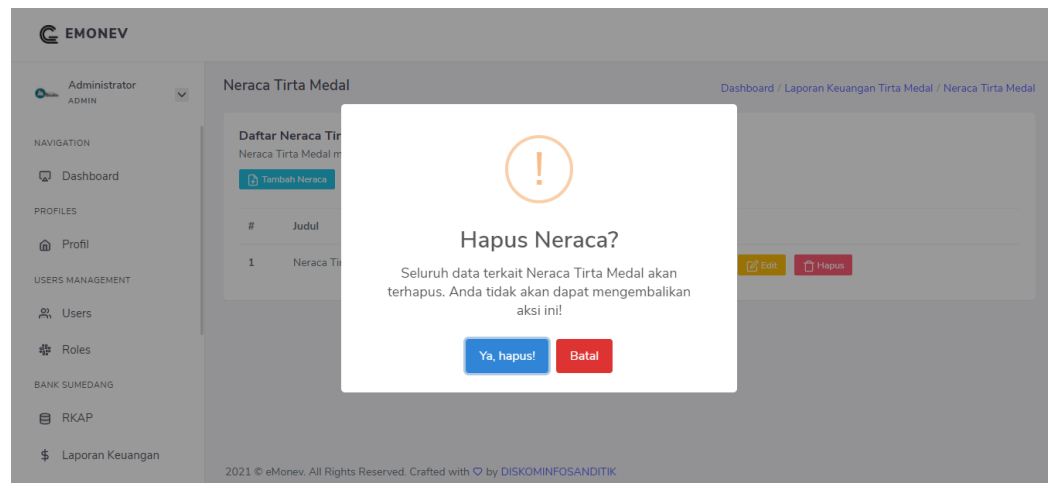 EMONEV
Administrator
ADMIN
NAVIGATION
Dashboard
PROFILES
Profil
USERS MANAGEMENT
Users
Roles
BANK SUMEDANG
RKAP
$ Laporan Keuangan
Neraca Tirta Medal
Dashboard / Laporan Keuangan Tirta Medal / Neraca Tirta Medal
Daftar Neraca Tir
Neraca Tirta Medal m
Tambah Neraca
# Judul
1 Neraca Tir
Edit Hapus
!
Hapus Neraca?
Seluruh data terkait Neraca Tirta Medal akan
terhapus. Anda tidak akan dapat mengembalikan
aksi ini!
Ya, hapus! Batal
2021 © eMonev. All Rights Reserved. Crafted with ♡ by DISKOMINFOSANDITIK